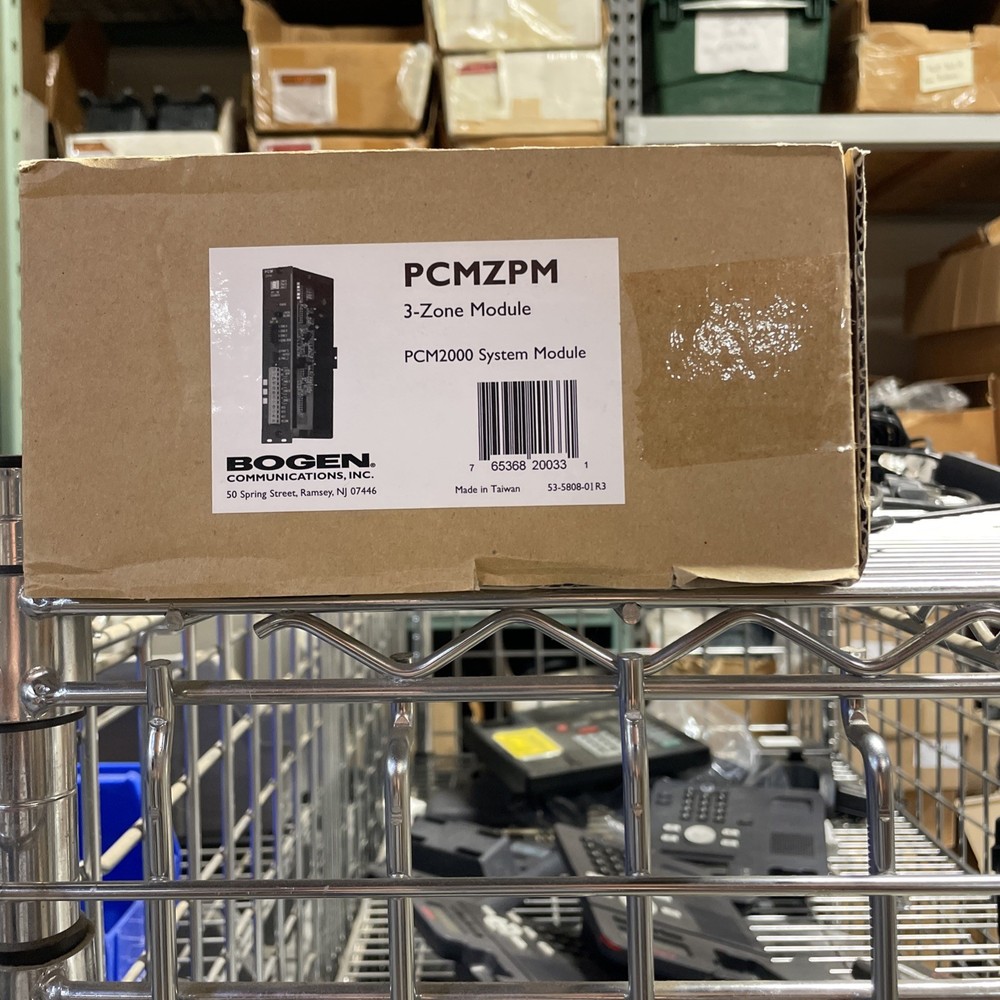 PCMZPM
3-Zone Module
PCM2000 System Module
BOGEN®
COMMUNICATIONS, INC.
50 Spring Street, Ramsey, NJ 07446
7 65368 20033 1
Made in Taiwan 53-5808-01R3